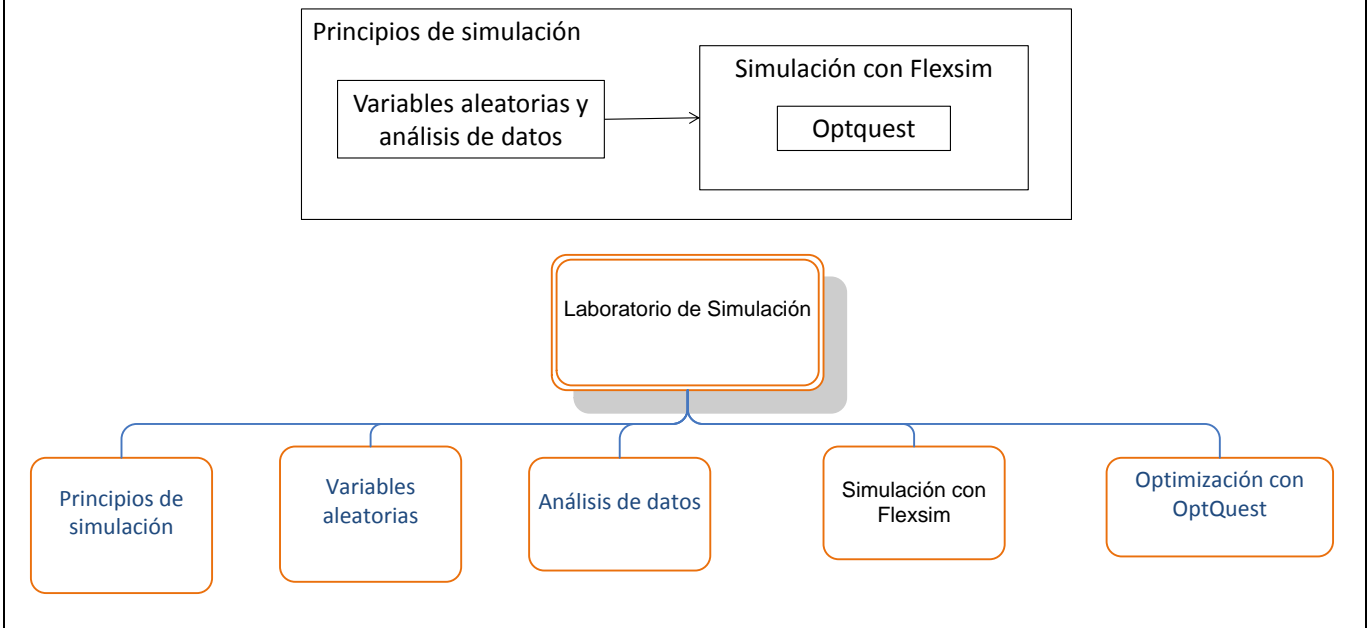 Principios de simulación
Simulación con Flexsim
Variables aleatorias y
análisis de datos
Optquest
Laboratorio de Simulación
Principios de
simulación
Variables
aleatorias
Análisis de datos
Simulación con
Flexsim
Optimización con
OptQuest